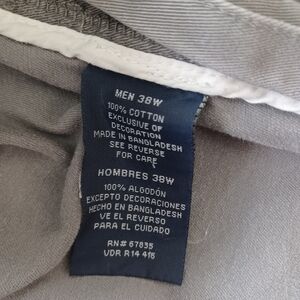 MEN 38W
100% COTTON
EXCLUSIVE OF
DECORATION
MADE IN BANGLADESH
SEE REVERSE
FOR CARE
HOMBRES 38W
100% ALGODÓN
EXCEPTO DECORACIONES
HECHO EN BANGLADESH
VE EL REVERSO
PARA EL CUIDADO
RN# 67835
VDR R14 416